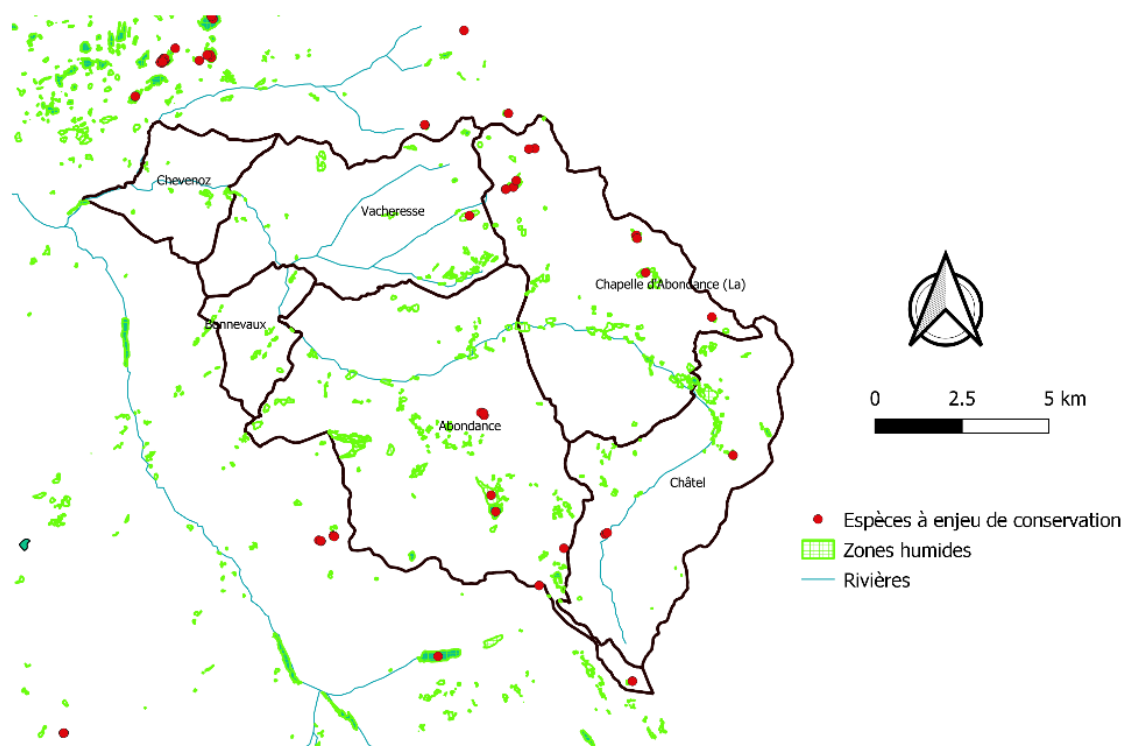 Chevenoz
Vacheresse
Chapelle d'Abondance (La)
Bonnevaux
Abondance
Châtel
0 2.5 5 km
Espèces à enjeu de conservation
Zones humides
Rivières